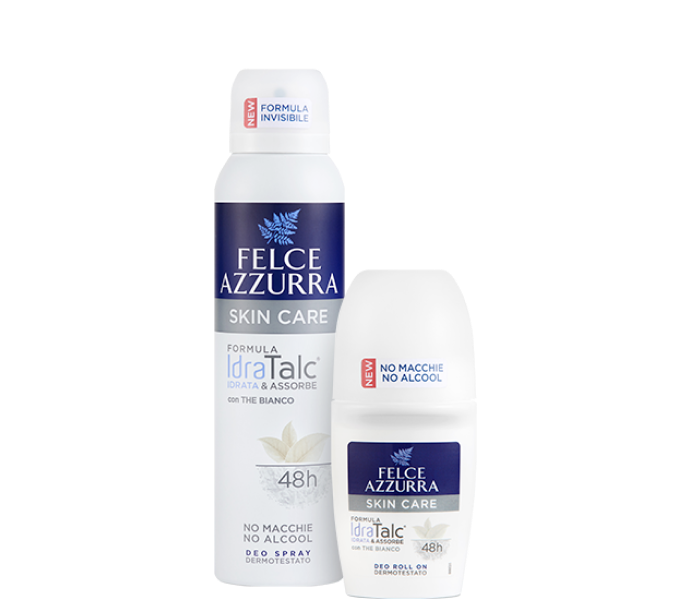 NEW
FORMULA
INVISIBILE
FELCE
AZZURRA
SKIN CARE
FORMULA
IdraTalc®
IDRATA & ASSORBE
con THE BIANCO
48h
NO MACCHIE
NO ALCOOL
DEO SPRAY
DERMOTESTATO
NEW
NO MACCHIE
NO ALCOOL
FELCE
AZZURRA
SKIN CARE
FORMULA
IdraTalc®
IDRATA & ASSORBE
con THE BIANCO
48h
DEO ROLL ON
DERMOTESTATO